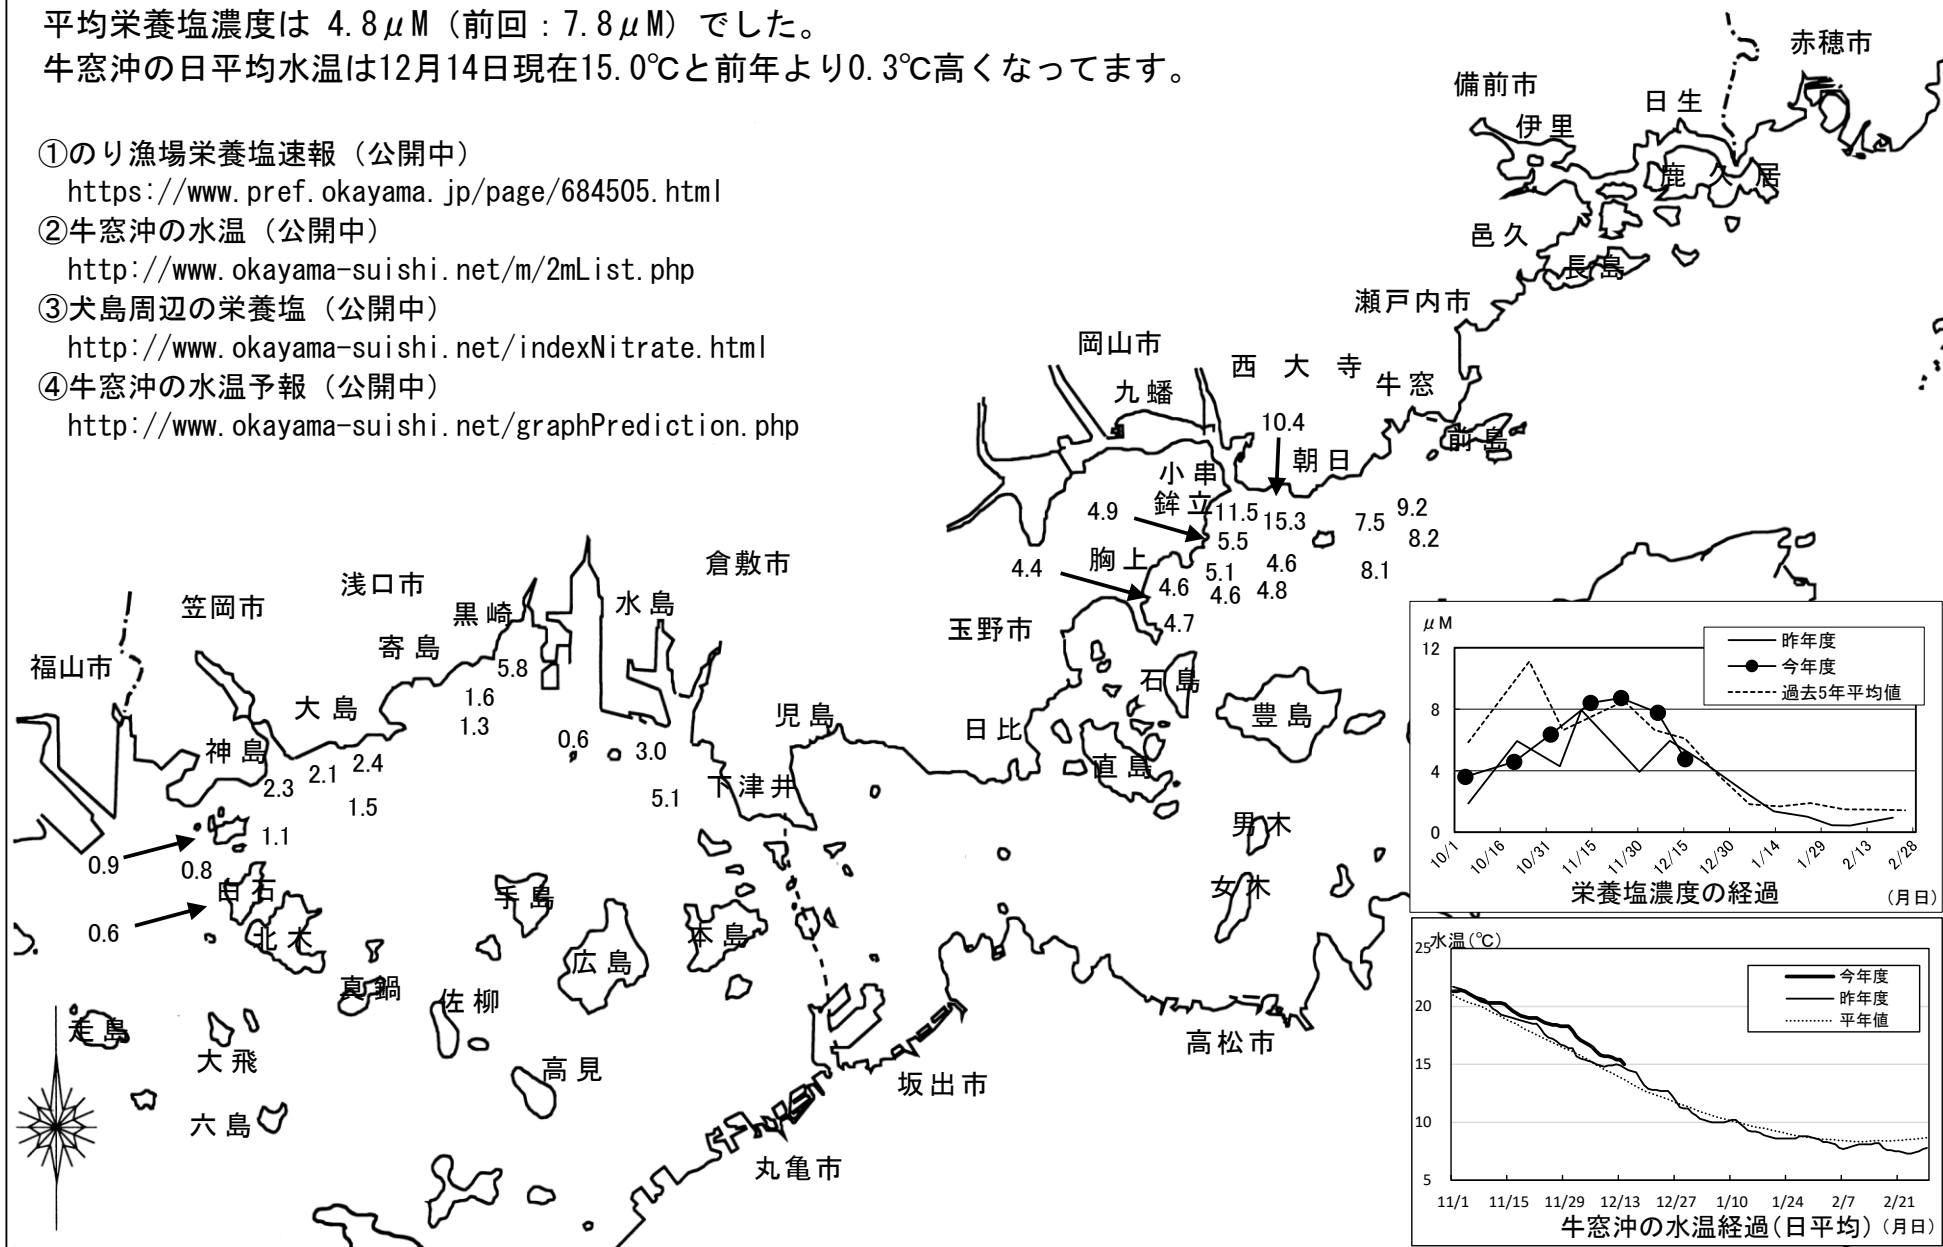 平均栄養塩濃度は 4.8μM（前回：7.8μM）でした。
牛窓沖の日平均水温は12月14日現在15.0℃と前年より0.3℃高くなってます。
①のり漁場栄養塩速報（公開中）
https://www.pref.okayama.jp/page/684505.html
②牛窓沖の水温（公開中）
http://www.okayama-suishi.net/m/2mList.php
③犬島周辺の栄養塩（公開中）
http://www.okayama-suishi.net/indexNitrate.html
④牛窓沖の水温予報（公開中）
http://www.okayama-suishi.net/graphPrediction.php
赤穂市
備前市
日生
伊里
鹿久居
邑久
長島
瀬戸内市
岡山市
西大寺
九蟠
牛窓
10.4
前島
朝日
小串
鉾立
4.9
11.5
15.3
9.2
7.5
5.5
8.2
胸上
4.4
4.6
5.1
4.6
4.6
4.8
8.1
4.7
玉野市
倉敷市
浅口市
笠岡市
黒崎
水島
寄島
福山市
5.8
石島
1.6
大島
1.3
児島
日比
豊島
神島
0.6
3.0
直島
2.4
2.1
2.3
1.5
5.1
下津井
1.1
男木
0.9
0.8
白石
手島
女木
0.6
北木
本島
広島
真鍋
佐柳
走島
大飛
高松市
高見
坂出市
六島
丸亀市
μM
昨年度
今年度
過去5年平均値
12
8
4
0
10/1
10/16
10/31
11/15
11/30
12/15
12/30
1/14
1/29
2/13
2/28
栄養塩濃度の経過
（月日）
水温（℃）
今年度
昨年度
平年値
25
20
15
10
5
11/1
11/15
11/29
12/13
12/27
1/10
1/24
2/7
2/21
牛窓沖の水温経過（日平均）
（月日）